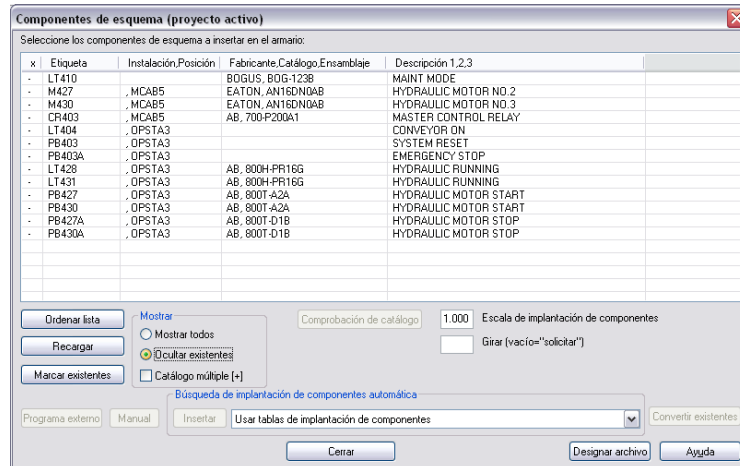 Componentes de esquema (proyecto activo)
Seleccione los componentes de esquema a insertar en el armario:
x Etiqueta Instalación,Posición Fabricante,Catálogo,Ensamblaje Descripción 1,2,3
- LT410 BOGUS, BOG-123B MAINT MODE
- M427 , MCAB5 EATON, AN16DN0AB HYDRAULIC MOTOR NO.2
- M430 , MCAB5 EATON, AN16DN0AB HYDRAULIC MOTOR NO.3
- CR403 , MCAB5 AB, 700-P200A1 MASTER CONTROL RELAY
- LT404 , OPSTA3 CONVEYOR ON
- PB403 , OPSTA3 SYSTEM RESET
- PB403A , OPSTA3 EMERGENCY STOP
- LT428 , OPSTA3 AB, 800H-PR16G HYDRAULIC RUNNING
- LT431 , OPSTA3 AB, 800H-PR16G HYDRAULIC RUNNING
- PB427 , OPSTA3 AB, 800T-A2A HYDRAULIC MOTOR START
- PB430 , OPSTA3 AB, 800T-A2A HYDRAULIC MOTOR START
- PB427A , OPSTA3 AB, 800T-D1B HYDRAULIC MOTOR STOP
- PB430A , OPSTA3 AB, 800T-D1B HYDRAULIC MOTOR STOP
Ordenar lista
Recargar
Marcar existentes
Mostrar
Mostrar todos
Ocultar existentes
Catálogo múltiple [+]
Comprobación de catálogo
1.000 Escala de implantación de componentes
Girar (vacío="solicitar")
Búsqueda de implantación de componentes automática
Programa externo Manual Insertar Usar tablas de implantación de componentes Convertir existentes
Cerrar Designar archivo Ayuda